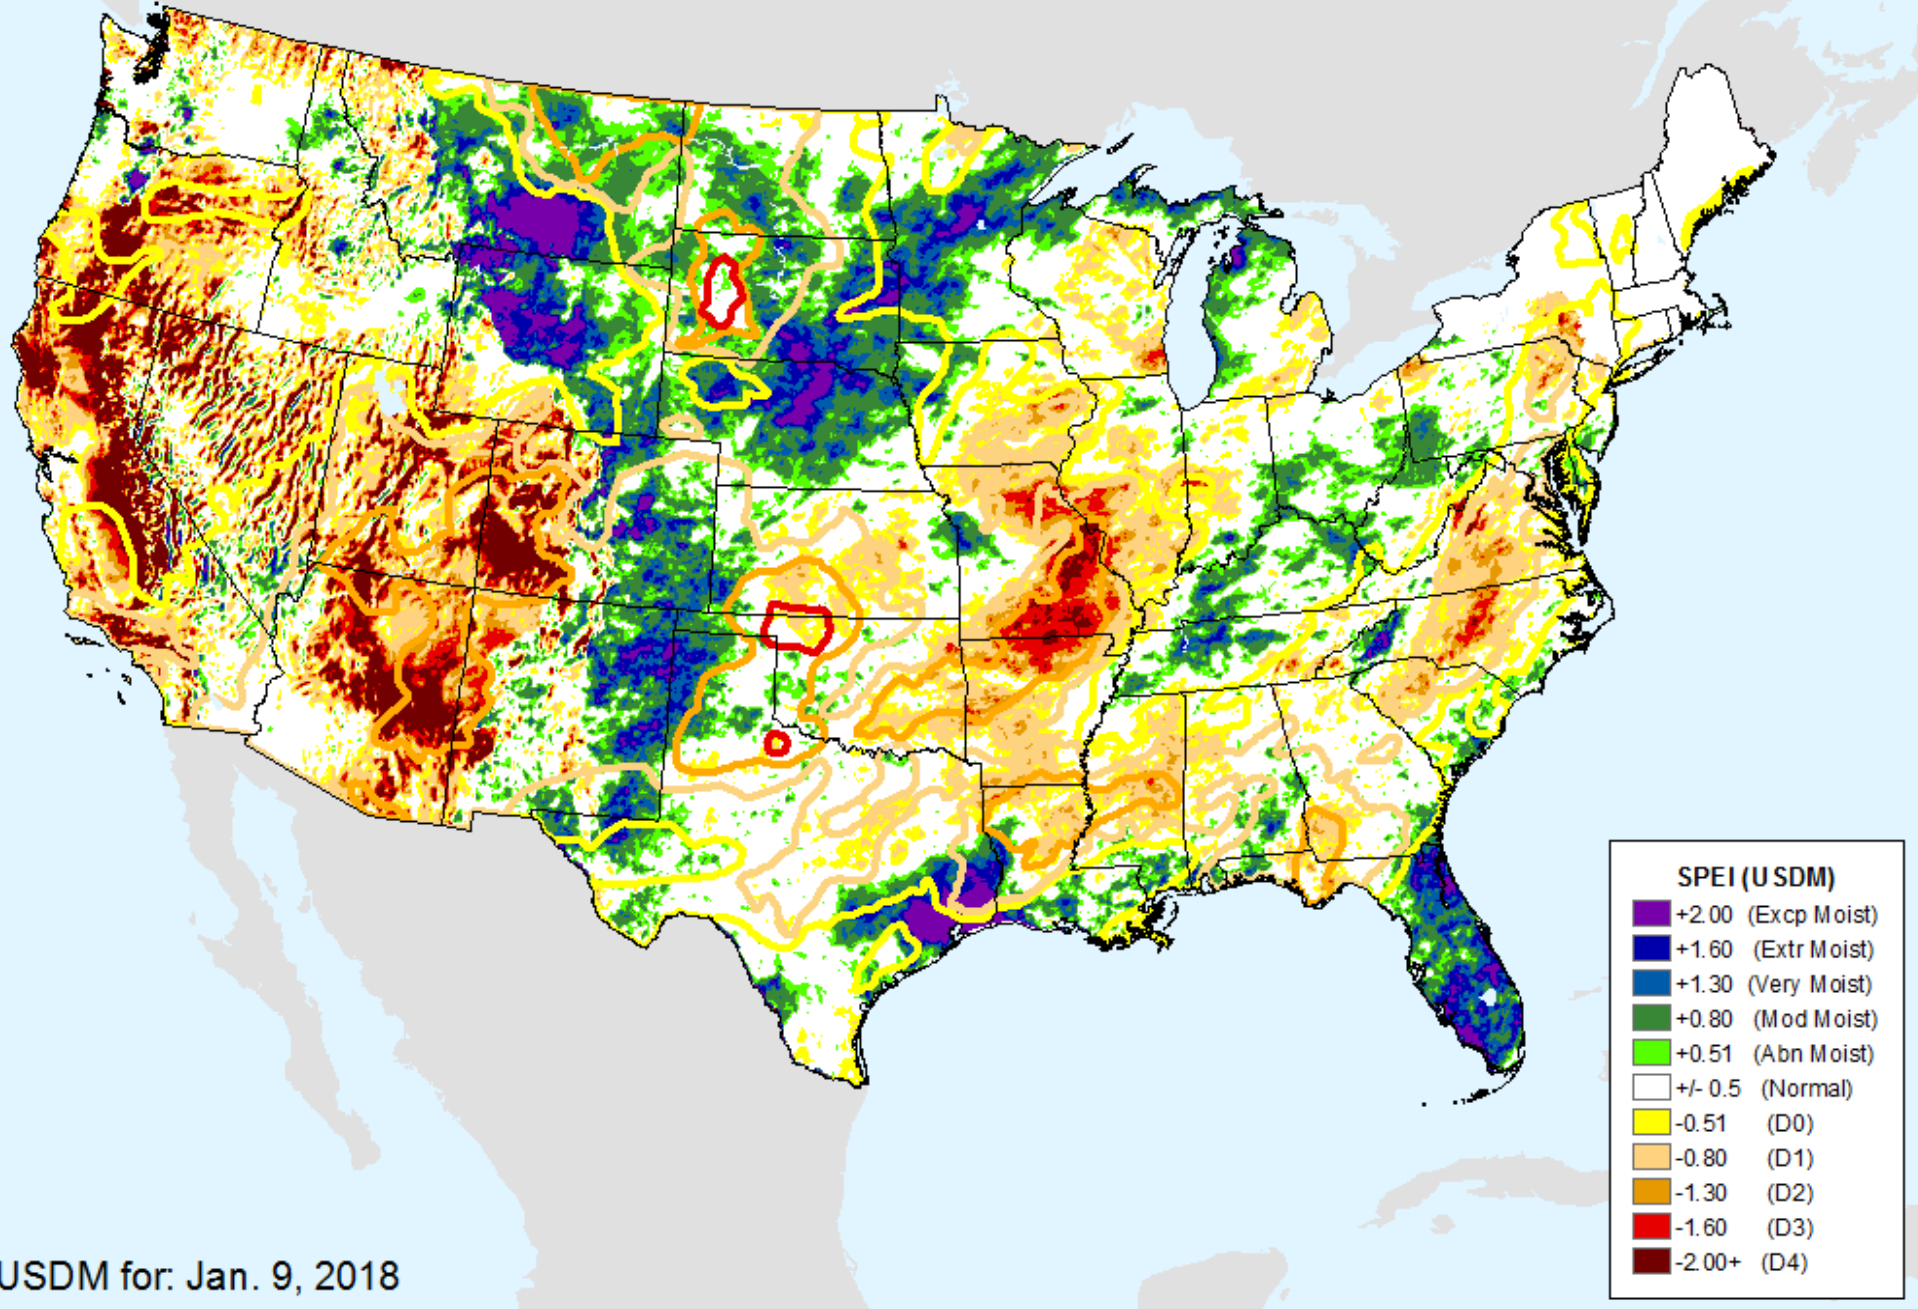 SPEI (USDM)
+2.00 (Excp Moist)
+1.60 (Extr Moist)
+1.30 (Very Moist)
+0.80 (Mod Moist)
+0.51 (Abn Moist)
+/- 0.5 (Normal)
-0.51 (D0)
-0.80 (D1)
-1.30 (D2)
-1.60 (D3)
-2.00+ (D4)
USDM for: Jan. 9, 2018